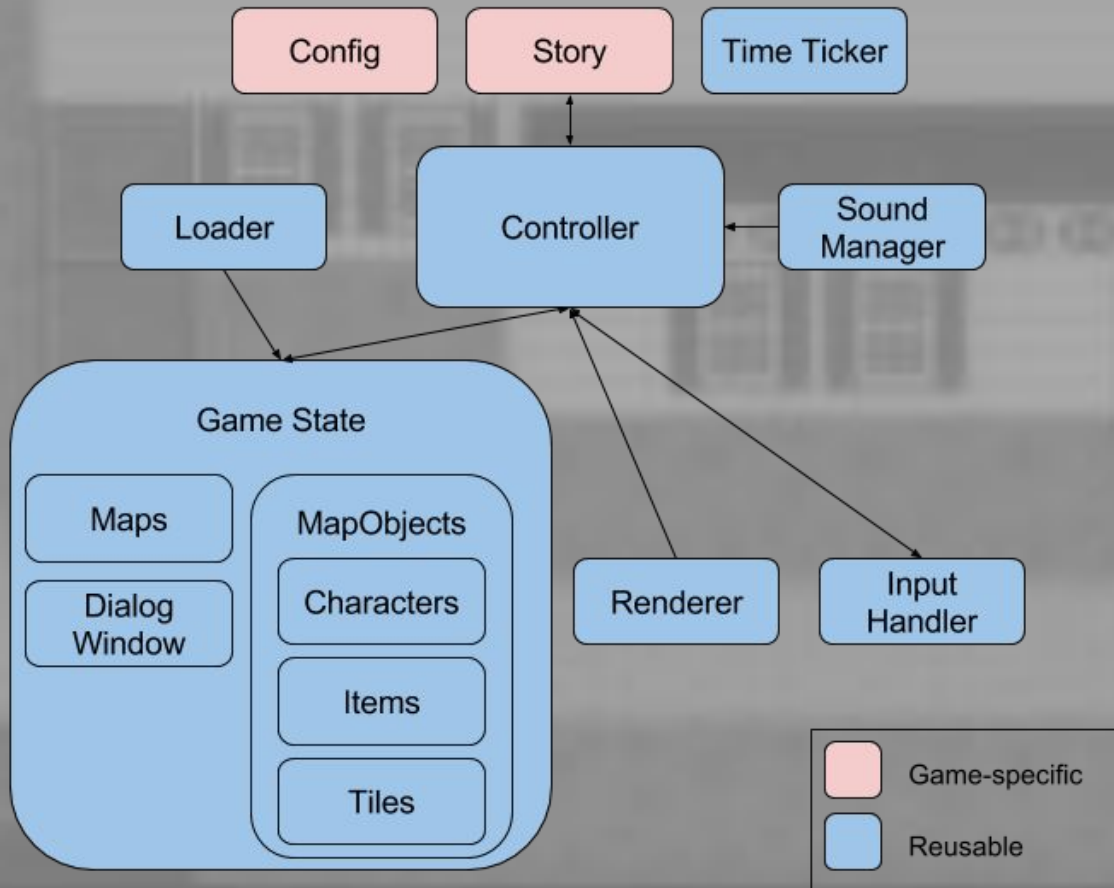 Config
Story
Time Ticker
Loader
Controller
Sound
Manager
Game State
Maps
MapObjects
Dialog
Window
Characters
Items
Tiles
Renderer
Input
Handler
Game-specific
Reusable